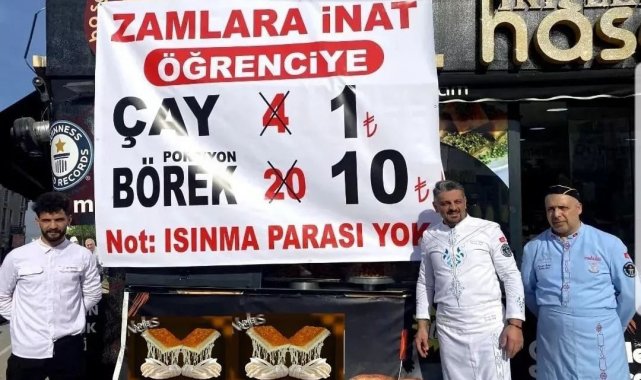 ZAMLARA İNAT
ÖĞRENCİYE
ÇAY 4 1 ₺
PORSİYON
BÖREK 20 10 ₺
Not: ISINMA PARASI YOK
GUINNESS
WORLD RECORDS
has